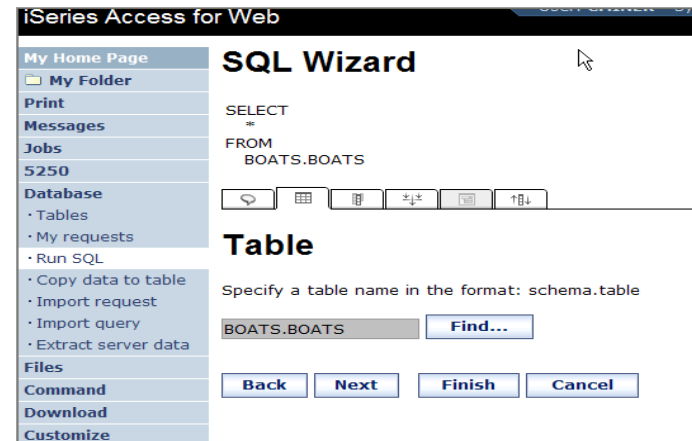 iSeries Access for Web
My Home Page
My Folder
Print
Messages
Jobs
5250
Database
· Tables
· My requests
· Run SQL
· Copy data to table
· Import request
· Import query
· Extract server data
Files
Command
Download
Customize
SQL Wizard
SELECT
*
FROM
BOATS.BOATS
Table
Specify a table name in the format: schema.table
BOATS.BOATS Find...
Back Next Finish Cancel